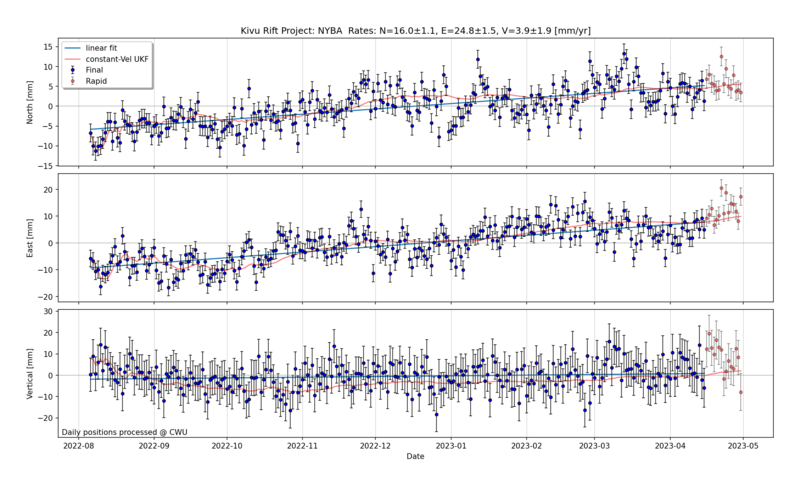 Kivu Rift Project: NYBA  Rates: N=16.0±1.1, E=24.8±1.5, V=3.9±1.9 [mm/yr]
linear fit
constant-Vel UKF
Final
Rapid
North [mm]
15
10
5
0
−5
−10
−15
East [mm]
20
10
0
−10
−20
Vertical [mm]
30
20
10
0
−10
−20
Daily positions processed @ CWU
2022-08 2022-09 2022-10 2022-11 2022-12 2023-01 2023-02 2023-03 2023-04 2023-05
Date